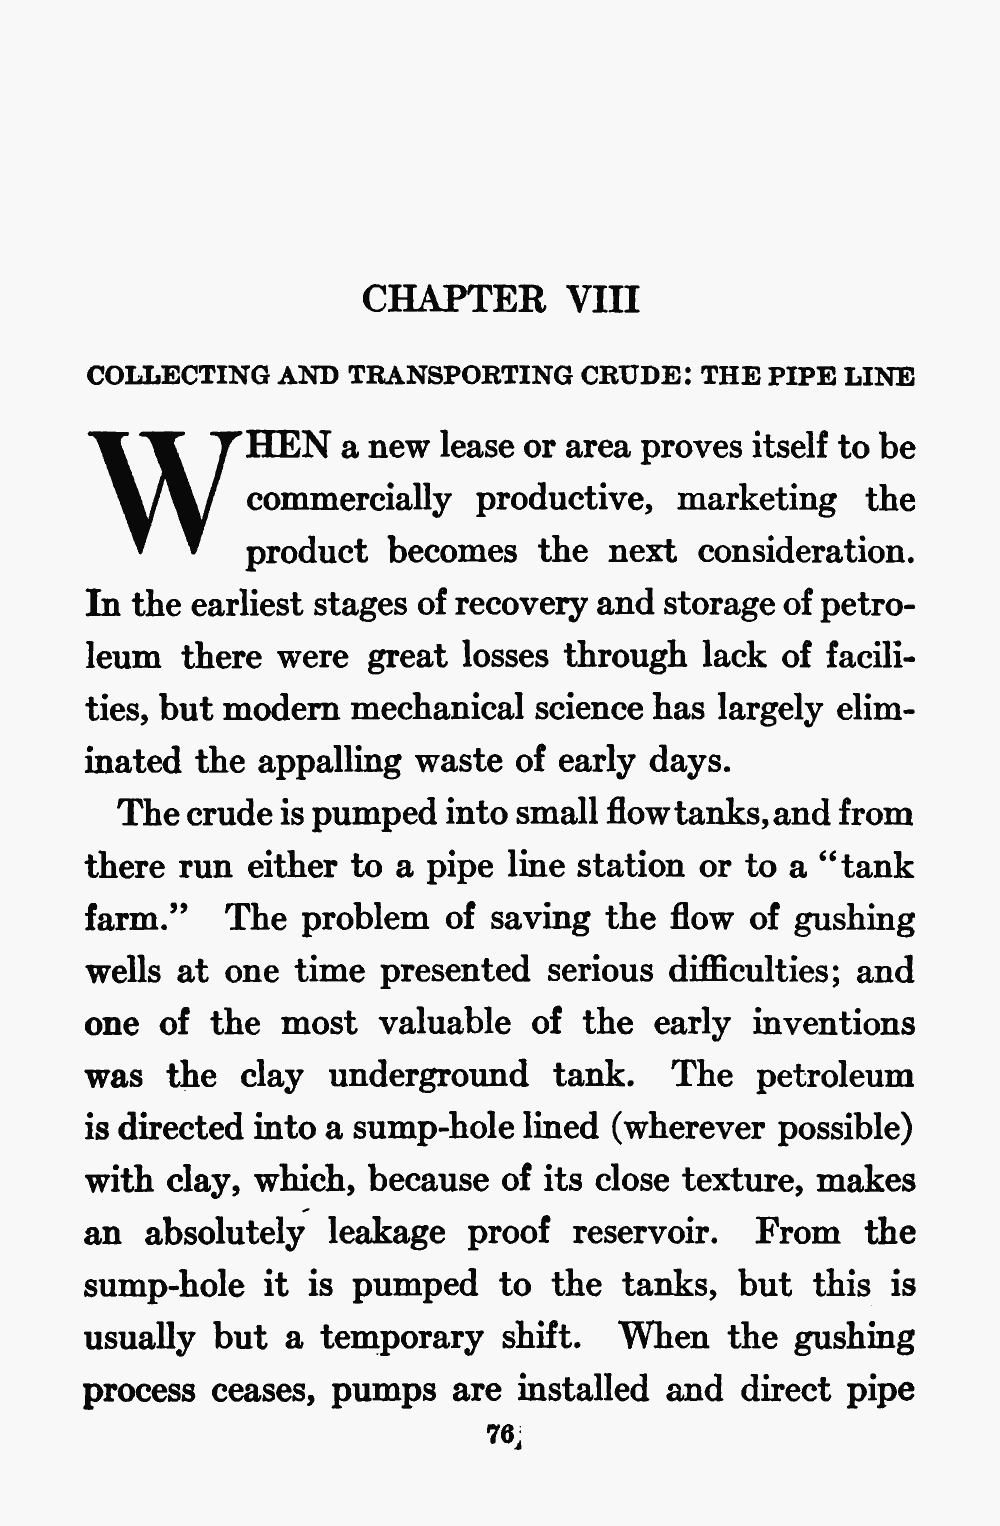 CHAPTER VIII
COLLECTING AND TRANSPORTING CRUDE: THE PIPE LINE
WHEN a new lease or area proves itself to be
commercially productive, marketing the
product becomes the next consideration.
In the earliest stages of recovery and storage of petro-
leum there were great losses through lack of facili-
ties, but modern mechanical science has largely elim-
inated the appalling waste of early days.
The crude is pumped into small flow tanks, and from
there run either to a pipe line station or to a “tank
farm.” The problem of saving the flow of gushing
wells at one time presented serious difficulties; and
one of the most valuable of the early inventions
was the clay underground tank. The petroleum
is directed into a sump-hole lined (wherever possible)
with clay, which, because of its close texture, makes
an absolutely leakage proof reservoir. From the
sump-hole it is pumped to the tanks, but this is
usually but a temporary shift. When the gushing
process ceases, pumps are installed and direct pipe
76